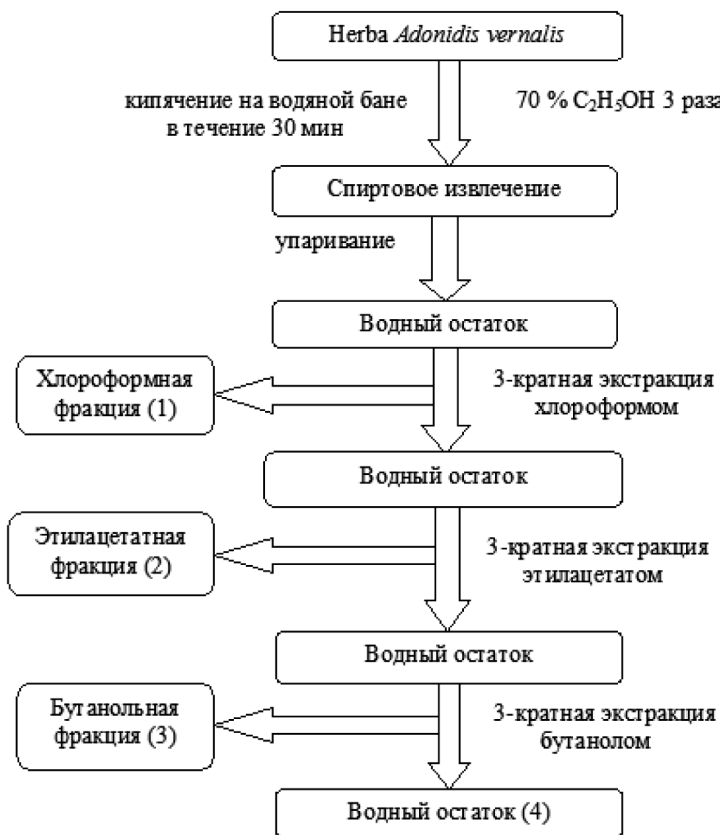 Herba Adonidis vernalis
кипячение на водяной бане
в течение 30 мин
70 % C₂H₅OH 3 раза
Спиртовое извлечение
упаривание
Водный остаток
Хлороформная
фракция (1)
3-кратная экстракция
хлороформом
Водный остаток
Этилацетатная
фракция (2)
3-кратная экстракция
этилацетатом
Водный остаток
Бутанольная
фракция (3)
3-кратная экстракция
бутанолом
Водный остаток (4)